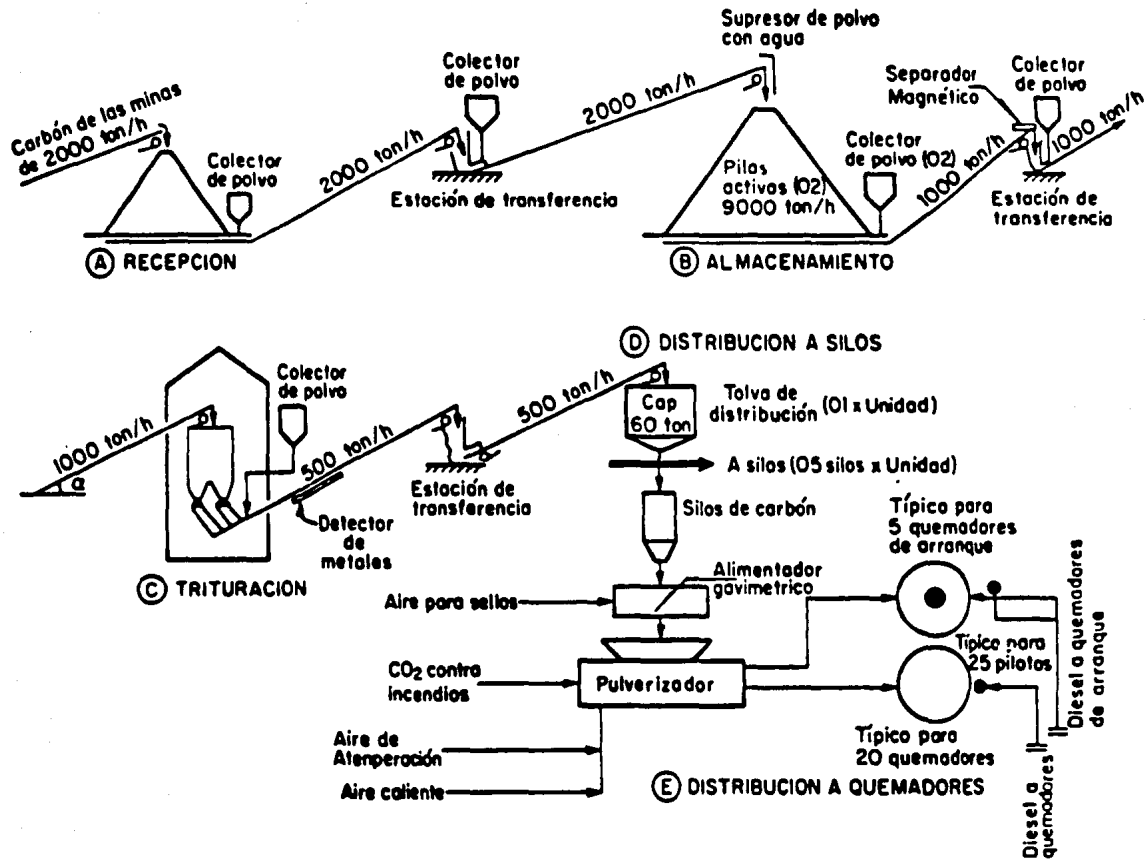 Carbón de las minas
de 2000 ton/h
Colector
de polvo
2000 ton/h
Colector
de polvo
Estación de transferencia
2000 ton/h
Supresor de polvo
con agua
Pilas
activas (02)
9000 ton/h
Colector
de polvo (02)
1000 ton/h
Separador
Magnético
Colector
de polvo
1000 ton/h
Estación de
transferencia
A RECEPCION
B ALMACENAMIENTO
1000 ton/h
α
Colector
de polvo
500 ton/h
Detector
de
metales
C TRITURACION
Estación de
transferencia
500 ton/h
D DISTRIBUCION A SILOS
Cap
60 ton
Tolva de
distribución (01 x Unidad)
A silos (05 silos x Unidad)
Silos de carbón
Alimentador
gavimetrico
Aire para sellos
CO2 contra
incendios
Pulverizador
Aire de
Atenperación
Aire caliente
Típico para
5 quemadores
de arranque
Típico para
25 pilotos
Típico para
20 quemadores
Diesel a quemadores
de arranque
Diesel a
quemadores
E DISTRIBUCION A QUEMADORES